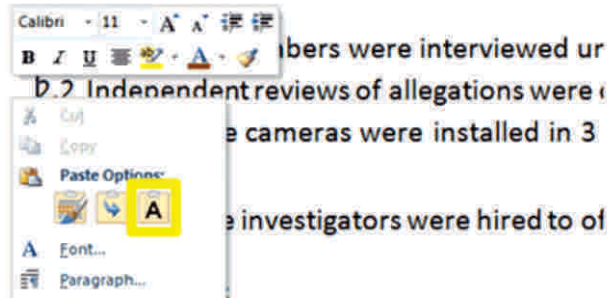 Calibri 11 A A
B I U A
bers were interviewed ur
2.2 Independent reviews of allegations were
Cut
e cameras were installed in 3
Copy
Paste Options:
A
e investigators were hired to of
A Font...
Paragraph...